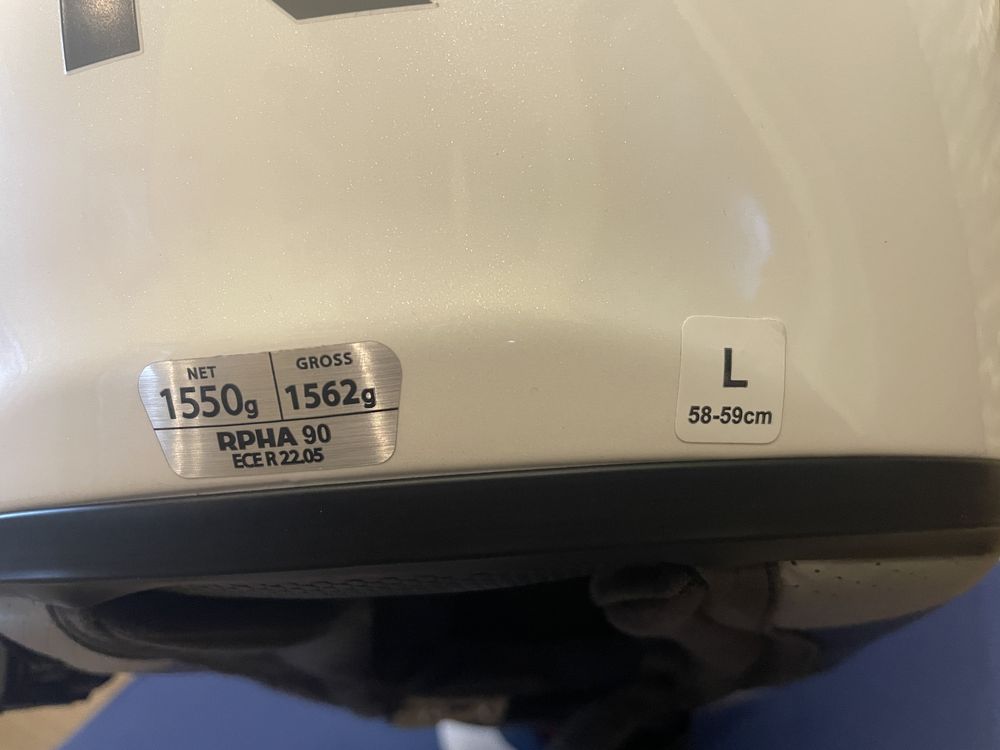 NET GROSS
1550g 1562g
RPHA 90
ECE R 22.05
L
58-59cm